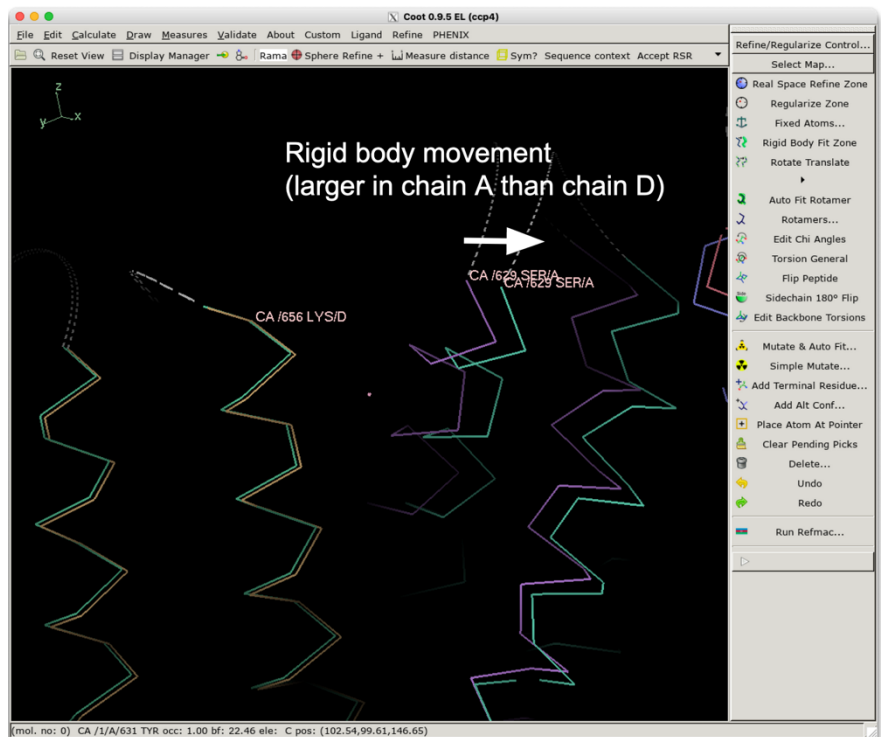 Coot 0.9.5 EL (ccp4)
File Edit Calculate Draw Measures Validate About Custom Ligand Refine PHENIX
Reset View Display Manager Rama Sphere Refine + Measure distance Sym? Sequence context Accept RSR
Refine/Regularize Control...
Select Map...
Real Space Refine Zone
Regularize Zone
Fixed Atoms...
Rigid Body Fit Zone
Rotate Translate
Auto Fit Rotamer
Rotamers...
Edit Chi Angles
Torsion General
Flip Peptide
Sidechain 180° Flip
Edit Backbone Torsions
Mutate & Auto Fit...
Simple Mutate...
Add Terminal Residue...
Add Alt Conf...
Place Atom At Pointer
Clear Pending Picks
Delete...
Undo
Redo
Run Refmac...
z
y x
Rigid body movement
(larger in chain A than chain D)
CA /629 SER/A
CA /629 SER/A
CA /656 LYS/D
(mol. no: 0) CA /1/A/631 TYR occ: 1.00 bf: 22.46 ele: C pos: (102.54,99.61,146.65)